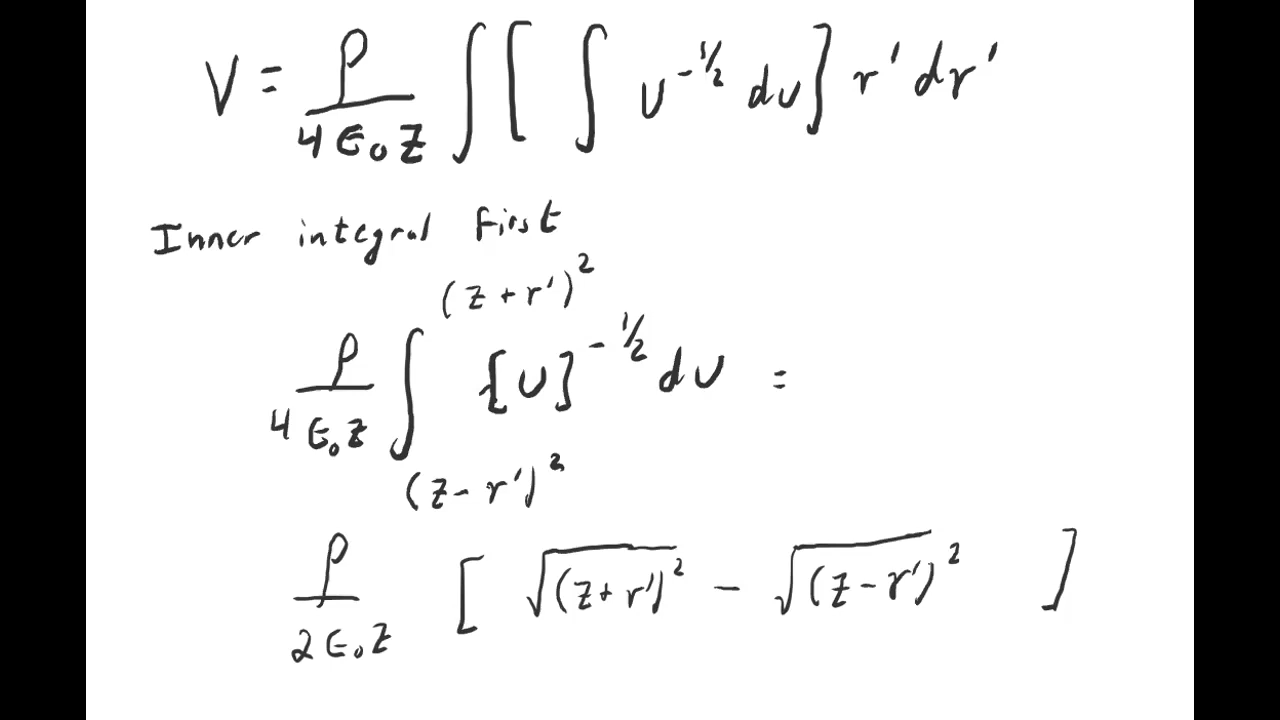 V = ρ/(4ϵ₀z) ∫ [ ∫ u^(-1/2) du ] r' dr'
Inner integral first
ρ/(4ϵ₀z) ∫_{(z-r')²}^{(z+r')²} [u]^(-1/2) du =
ρ/(2ϵ₀z) [ √(z+r')² - √(z-r')² ]